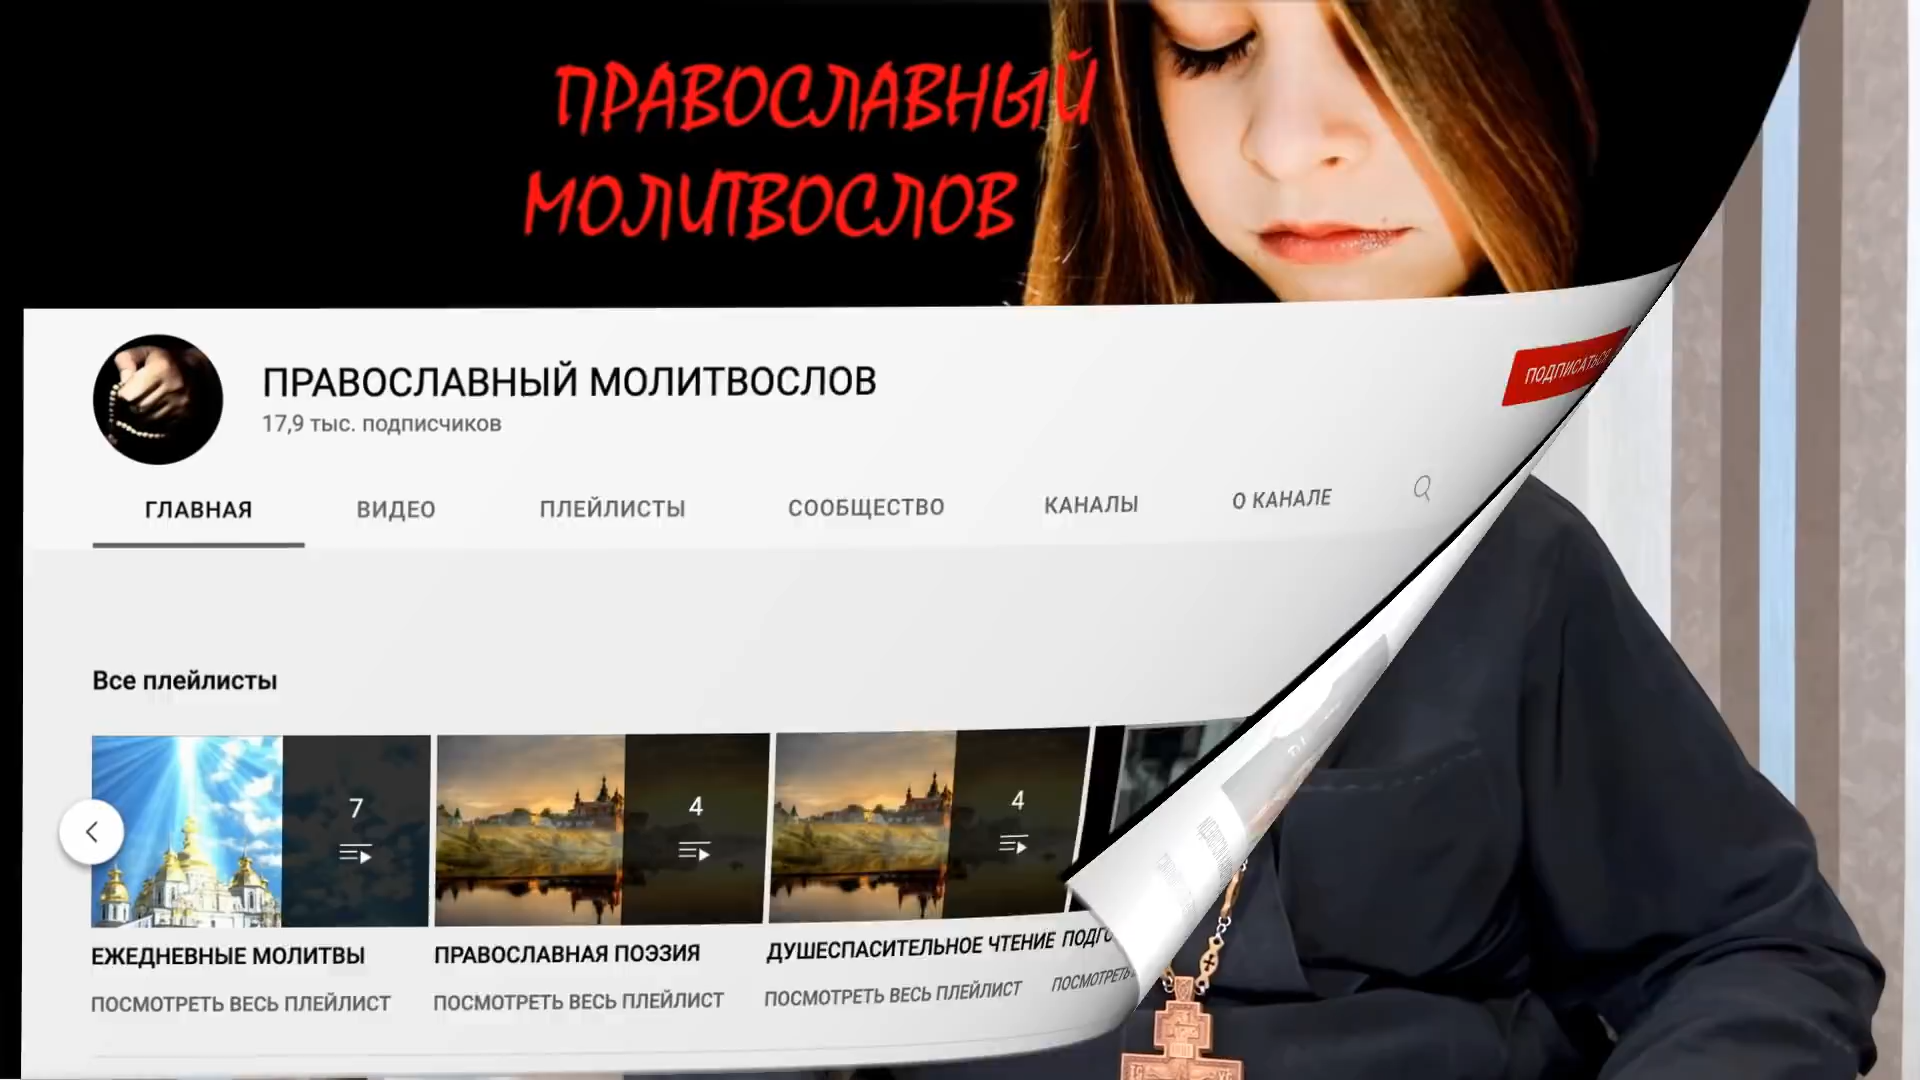 ПРАВОСЛАВНЫЙ
МОЛИТВОСЛОВ
ПРАВОСЛАВНЫЙ МОЛИТВОСЛОВ
17,9 тыс. подписчиков
ПОДПИСАТЬСЯ
ГЛАВНАЯ ВИДЕО ПЛЕЙЛИСТЫ СООБЩЕСТВО КАНАЛЫ О КАНАЛЕ
Все плейлисты
7 4 4
ЕЖЕДНЕВНЫЕ МОЛИТВЫ ПРАВОСЛАВНАЯ ПОЭЗИЯ ДУШЕСПАСИТЕЛЬНОЕ ЧТЕНИЕ
ПОСМОТРЕТЬ ВЕСЬ ПЛЕЙЛИСТ ПОСМОТРЕТЬ ВЕСЬ ПЛЕЙЛИСТ ПОСМОТРЕТЬ ВЕСЬ ПЛЕЙЛИСТ ПОСМОТРЕТЬ